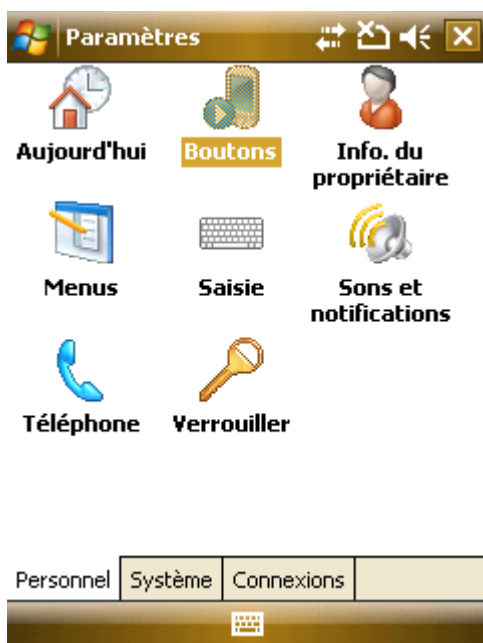 Paramètres
Aujourd'hui
Boutons
Info. du
propriétaire
Menus
Saisie
Sons et
notifications
Téléphone
Verrouiller
Personnel
Système
Connexions